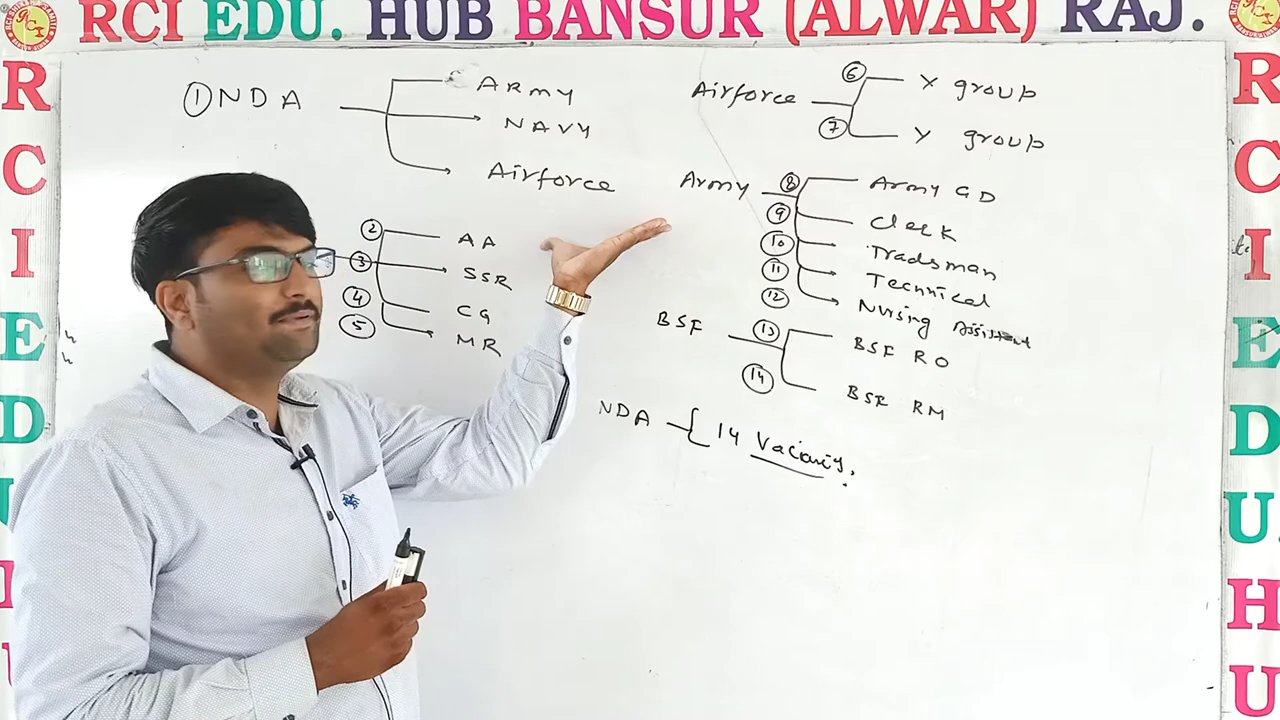 RCI EDU. HUB BANSUR (ALWAR) RAJ.
R
C
I
E
D
U
① NDA
ARMY
NAVY
Airforce
② AA
③ SSR
④ CG
⑤ MR
Airforce
⑥ X group
⑦ Y group
Army
⑧ Army GD
⑨ Clerk
⑩ Tradsman
⑪ Technical
⑫ Nursing Assistent
BSF
⑬ BSF RO
⑭ BSF RM
NDA { 14 Vacancy.
R
C
I
E
D
U
H
U